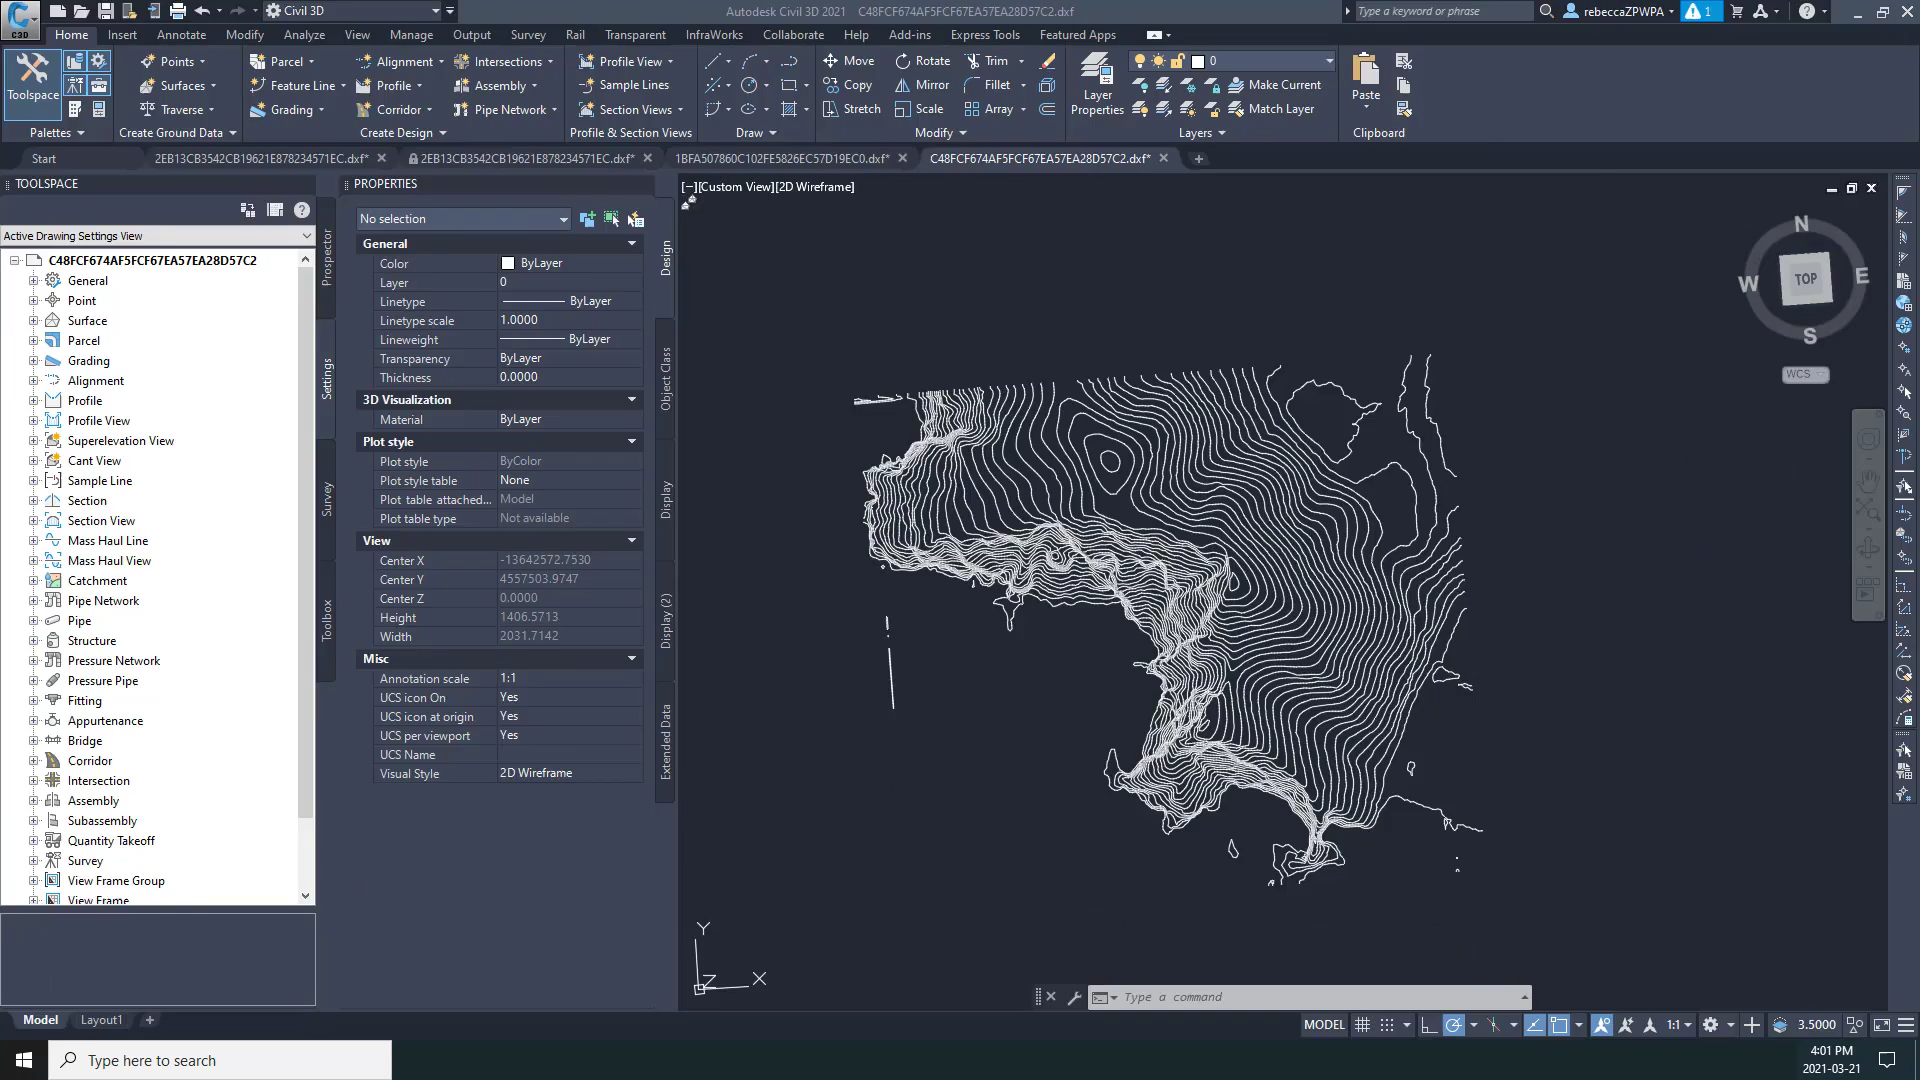 Civil 3D
Autodesk Civil 3D 2021 C48FCF674AF5FCF67EA57EA28D57C2.dxf
Type a keyword or phrase
rebeccaZPWPA
1
C3D
Home Insert Annotate Modify Analyze View Manage Output Survey Rail Transparent InfraWorks Collaborate Help Add-ins Express Tools Featured Apps
Toolspace
Palettes
Points
Surfaces
Traverse
Create Ground Data
Parcel
Feature Line
Grading
Alignment
Profile
Corridor
Intersections
Assembly
Pipe Network
Create Design
Profile View
Sample Lines
Section Views
Profile & Section Views
Draw
Move Rotate Trim
Copy Mirror Fillet
Stretch Scale Array
Modify
Layer
Properties
0
Make Current
Match Layer
Layers
Paste
Clipboard
Start
2EB13CB3542CB19621E878234571EC.dxf*
2EB13CB3542CB19621E878234571EC.dxf*
1BFA507860C102FE5826EC57D19EC0.dxf*
C48FCF674AF5FCF67EA57EA28D57C2.dxf*
TOOLSPACE
Active Drawing Settings View
C48FCF674AF5FCF67EA57EA28D57C2
General
Point
Surface
Parcel
Grading
Alignment
Profile
Profile View
Superelevation View
Cant View
Sample Line
Section
Section View
Mass Haul Line
Mass Haul View
Catchment
Pipe Network
Pipe
Structure
Pressure Network
Pressure Pipe
Fitting
Appurtenance
Bridge
Corridor
Intersection
Assembly
Subassembly
Quantity Takeoff
Survey
View Frame Group
View Frame
Prospector
Settings
Survey
Toolbox
PROPERTIES
No selection
General
Color ByLayer
Layer 0
Linetype ByLayer
Linetype scale 1.0000
Lineweight ByLayer
Transparency ByLayer
Thickness 0.0000
3D Visualization
Material ByLayer
Plot style
Plot style ByColor
Plot style table None
Plot table attached... Model
Plot table type Not available
View
Center X -13642572.7530
Center Y 4557503.9747
Center Z 0.0000
Height 1406.5713
Width 2031.7142
Misc
Annotation scale 1:1
UCS icon On Yes
UCS icon at origin Yes
UCS per viewport Yes
UCS Name
Visual Style 2D Wireframe
Design
Object Class
Display
Display (2)
Extended Data
[−][Custom View][2D Wireframe]
N
W TOP E
S
WCS
Y
Z X
Type a command
Model Layout1
MODEL
1:1
3.5000
Type here to search
4:01 PM
2021-03-21